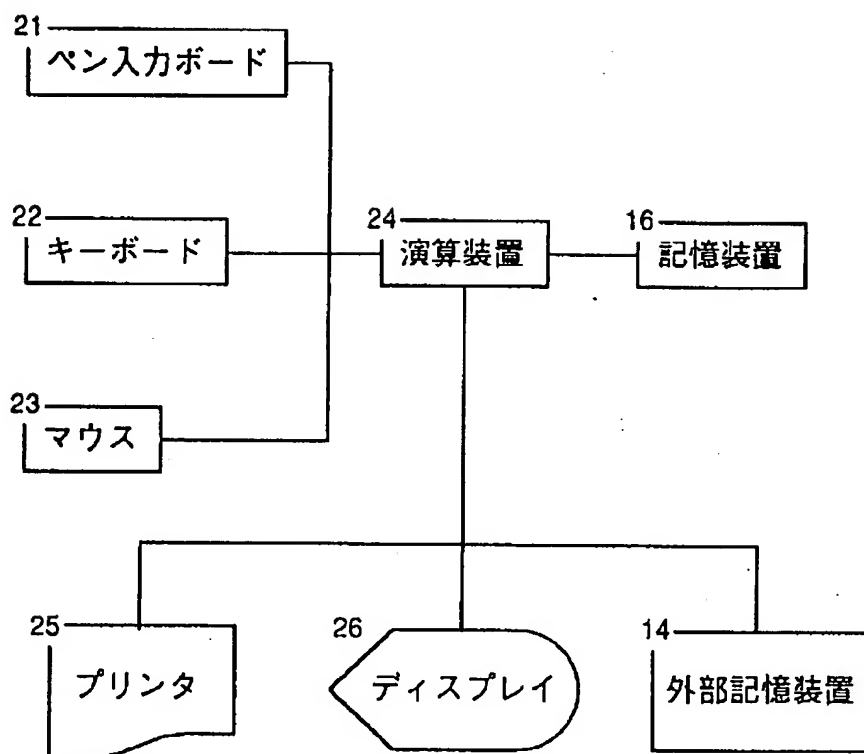 21
ペン入力ボード
22
キーボード
24
演算装置
16
記憶装置
23
マウス
25
プリンタ
26
ディスプレイ
14
外部記憶装置